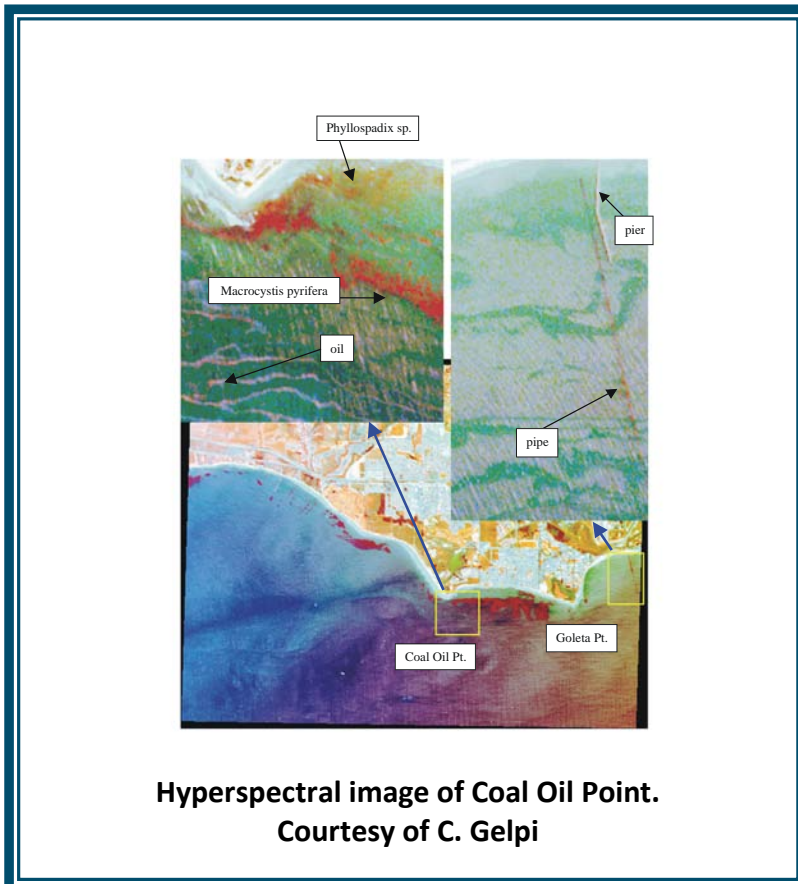 Phyllospadix sp.
pier
Macrocystis pyrifera
oil
pipe
Goleta Pt.
Coal Oil Pt.
Hyperspectral image of Coal Oil Point.
Courtesy of C. Gelpi